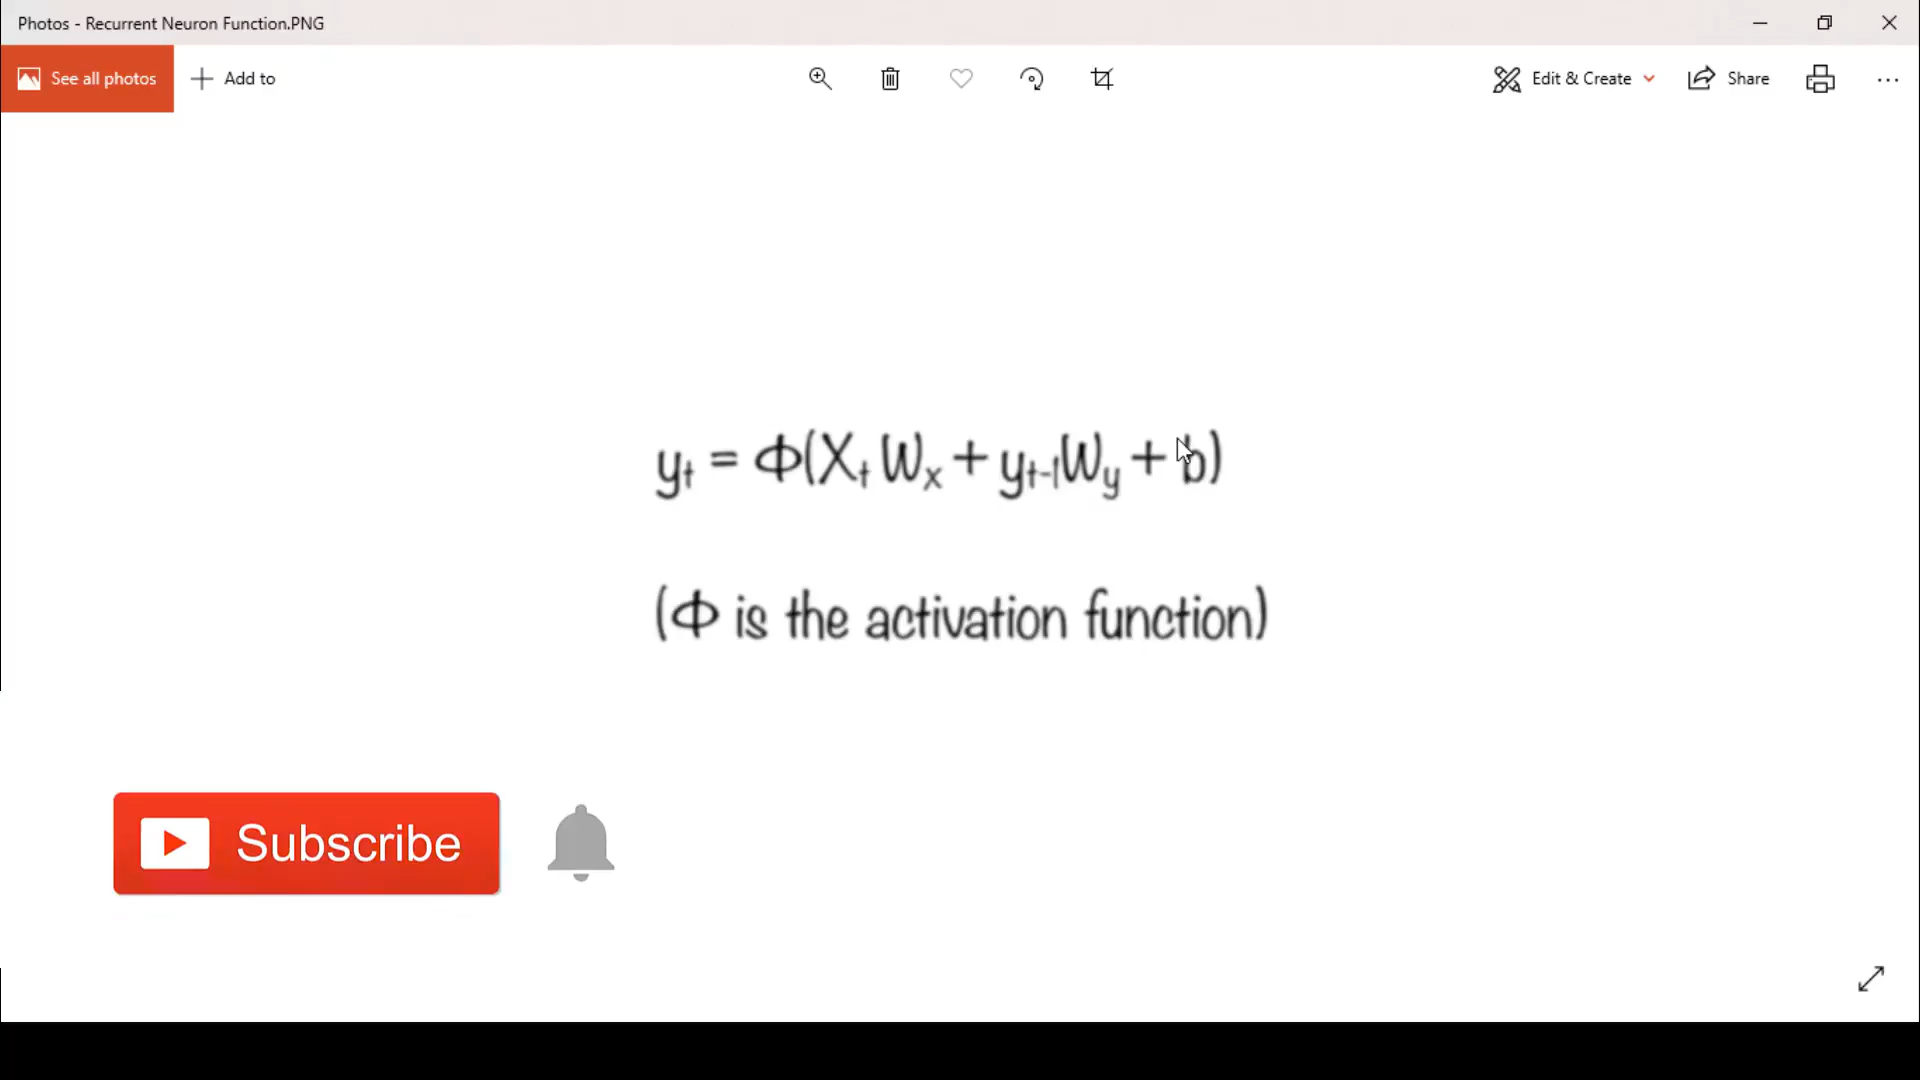 Photos - Recurrent Neuron Function.PNG
See all photos
Add to
Edit & Create
Share
yₜ = Φ(Xₜ Wₓ + yₜ₋₁Wy + b)
(Φ is the activation function)
Subscribe